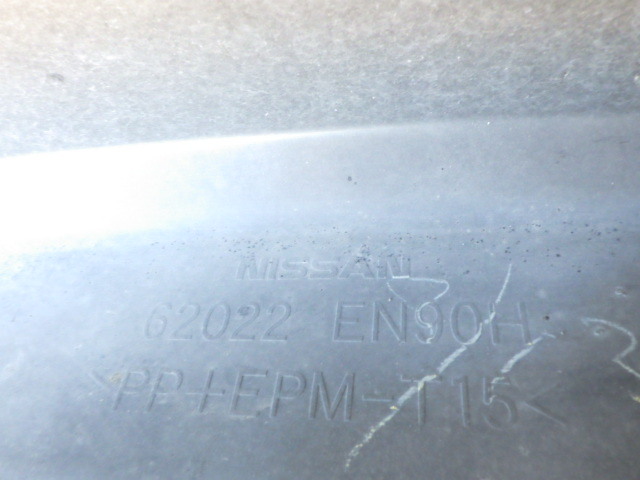 NISSAN
62022 EN90H
>PP+EPM-T15<